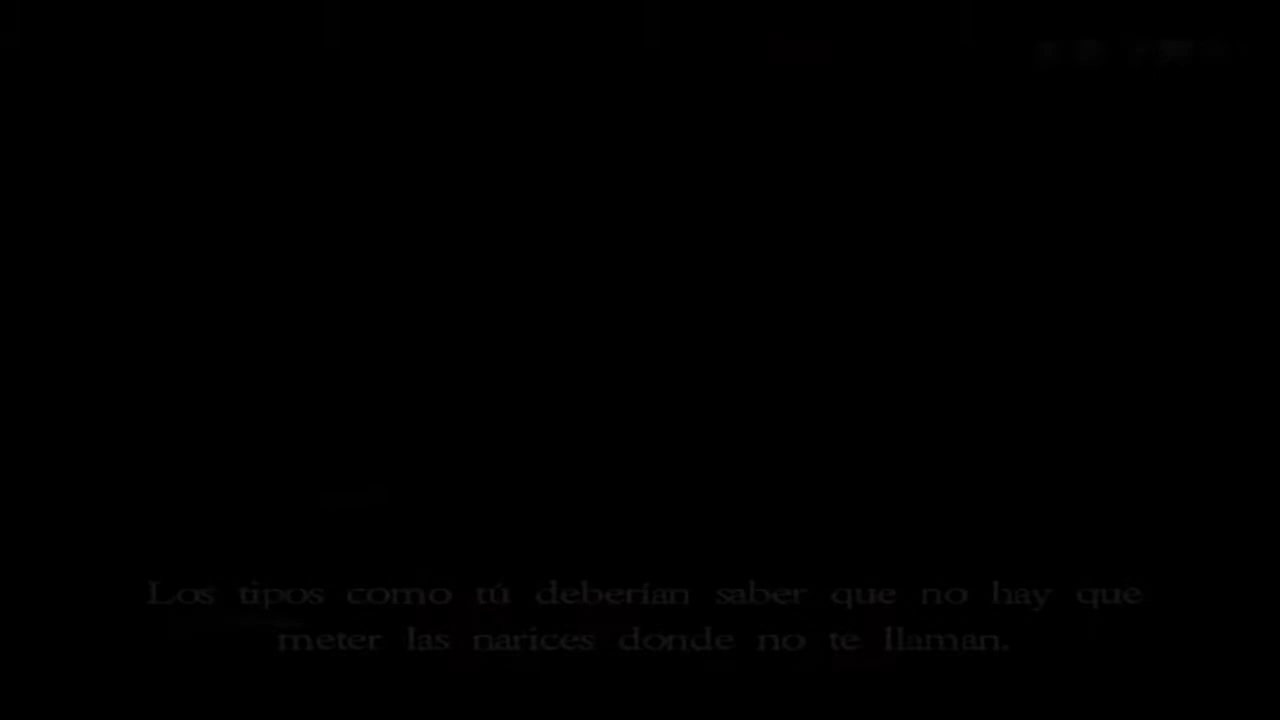 Los tipos como tú deberían saber que no hay que
meter las narices donde no te llaman.